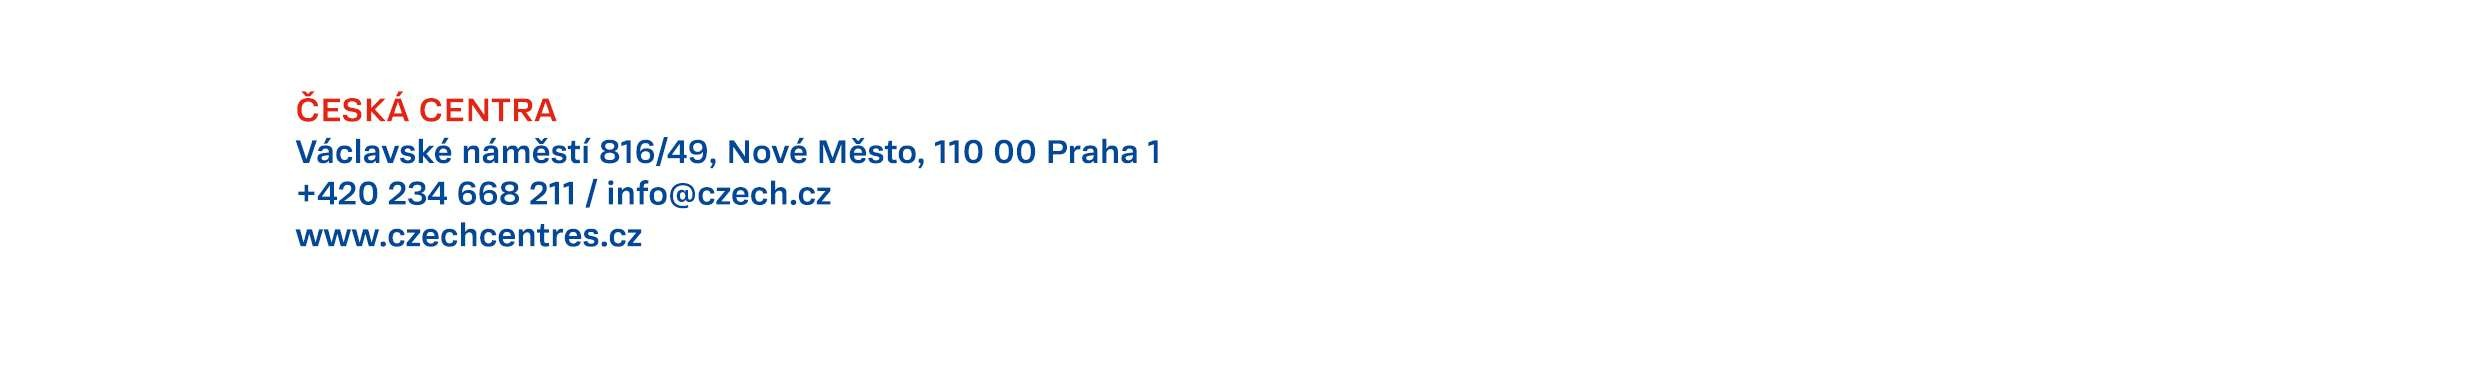 ČESKÁ CENTRA
Václavské náměstí 816/49, Nové Město, 110 00 Praha 1
+420 234 668 211 / info@czech.cz
www.czechcentres.cz